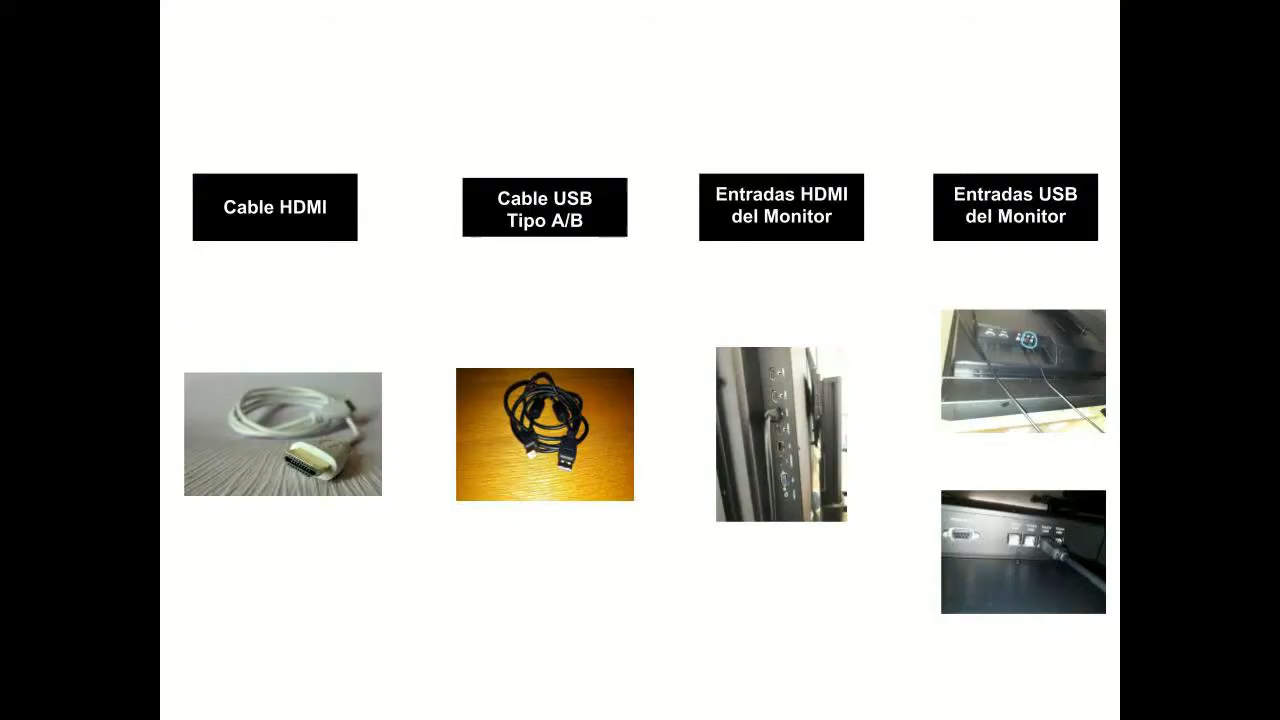 Cable HDMI
Cable USB
Tipo A/B
Entradas HDMI
del Monitor
Entradas USB
del Monitor